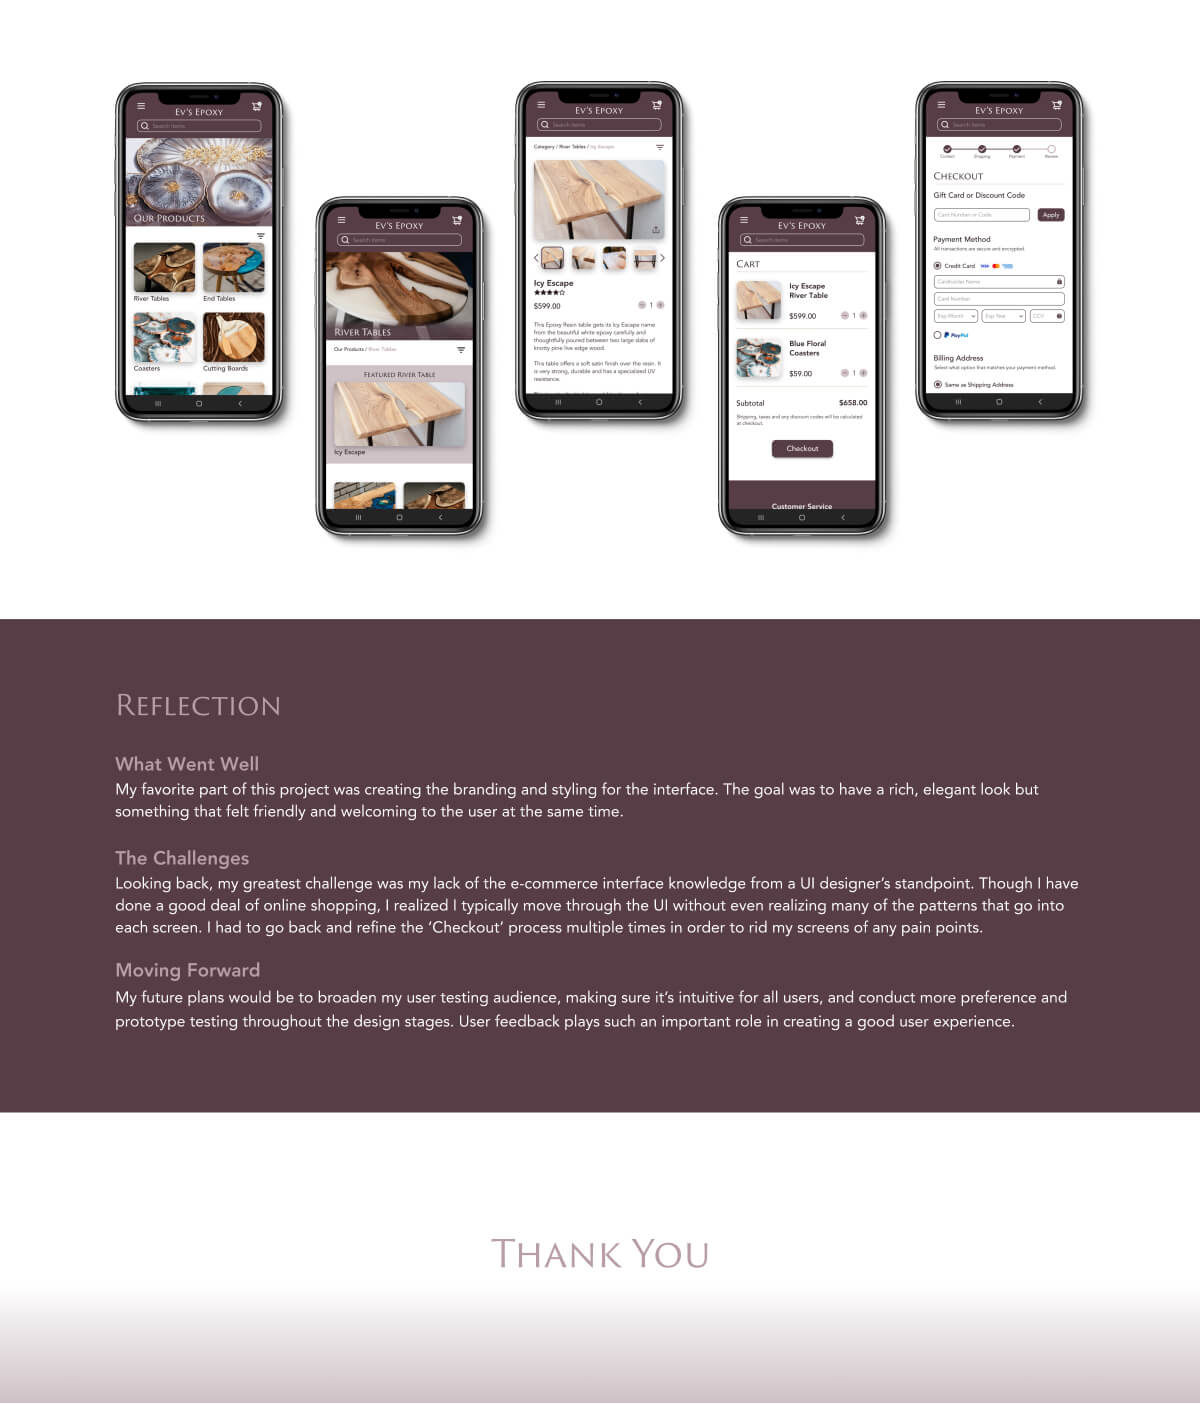 Ev's Epoxy
Search items
Our Products
River Tables
End Tables
Coasters
Cutting Boards
Ev's Epoxy
Search items
River Tables
Our Products / River Tables
Featured River Table
Icy Escape
Ev's Epoxy
Search items
Category / River Tables / Icy Escape
Icy Escape
$599.00
1
This Epoxy Resin table gets its Icy Escape name
from the beautiful white epoxy carefully and
thoughtfully poured between two large slabs of
knotty pine live edge wood.
This table offers a soft satin finish over the resin. It
is very strong, durable and has a specialized UV
resistance.
Ev's Epoxy
Search items
Cart
Icy Escape
River Table
$599.00
1
Blue Floral
Coasters
$59.00
1
Subtotal
$658.00
Shipping, taxes and any discount codes will be calculated
at checkout.
Checkout
Customer Service
Ev's Epoxy
Search items
Contact
Shipping
Payment
Review
Checkout
Gift Card or Discount Code
Card Number or Code
Apply
Payment Method
All transactions are secure and encrypted.
Credit Card
VISA
Cardholder Name
Card Number
Exp Month
Exp Year
CCV
PayPal
Billing Address
Select what option that matches your payment method.
Same as Shipping Address
Reflection
What Went Well
My favorite part of this project was creating the branding and styling for the interface. The goal was to have a rich, elegant look but
something that felt friendly and welcoming to the user at the same time.
The Challenges
Looking back, my greatest challenge was my lack of the e-commerce interface knowledge from a UI designer's standpoint. Though I have
done a good deal of online shopping, I realized I typically move through the UI without even realizing many of the patterns that go into
each screen. I had to go back and refine the ‘Checkout’ process multiple times in order to rid my screens of any pain points.
Moving Forward
My future plans would be to broaden my user testing audience, making sure it's intuitive for all users, and conduct more preference and
prototype testing throughout the design stages. User feedback plays such an important role in creating a good user experience.
Thank You